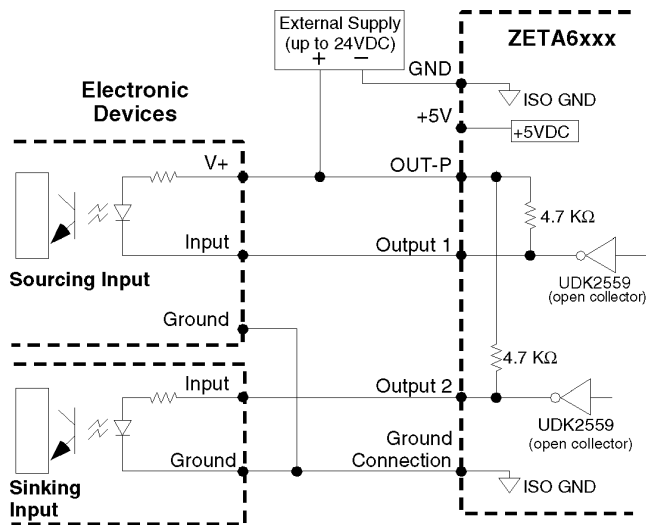 External Supply
(up to 24VDC)
+ −
ZETA6xxx
GND
ISO GND
+5V
+5VDC
Electronic
Devices
V+
OUT-P
4.7 KΩ
Input
Output 1
UDK2559
(open collector)
Sourcing Input
Ground
4.7 KΩ
Input
Output 2
UDK2559
(open collector)
Ground
Ground
Connection
ISO GND
Sinking
Input